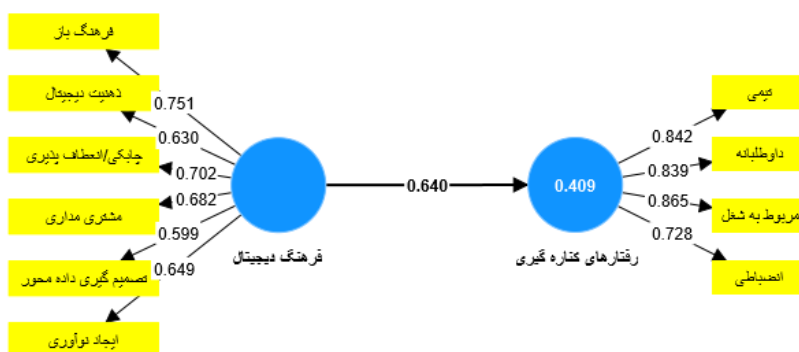 فرهنگ باز
ذهنیت دیجیتال
چابکی/انعطاف پذیری
مشتری مداری
تصمیم گیری داده محور
ایجاد نوآوری
0.751
0.630
0.702
0.682
0.599
0.649
فرهنگ دیجیتال
0.640
0.409
رفتارهای کناره گیری
0.842
0.839
0.865
0.728
تیمی
داوطلبانه
مربوط به شغل
انضباطی